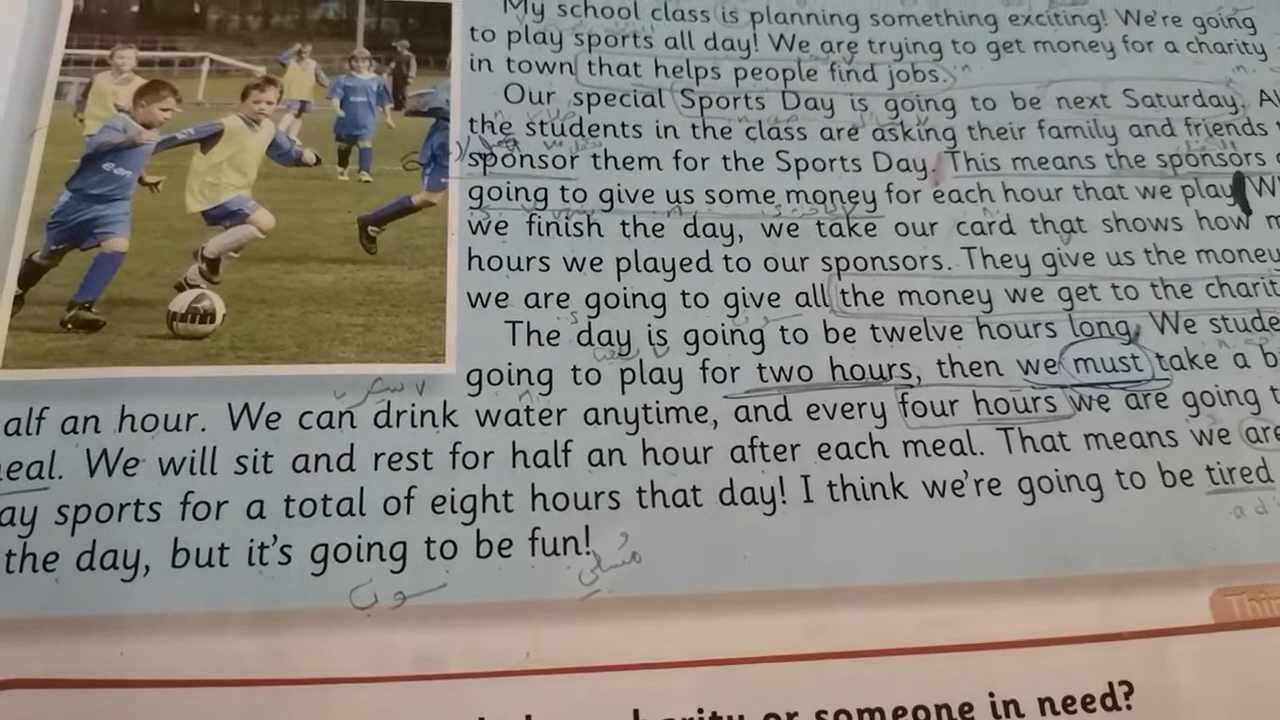 My school class is planning something exciting! We're going
to play sports all day! We are trying to get money for a charity
in town that helps people find jobs.
Our special Sports Day is going to be next Saturday.
the students in the class are asking their family and friends
sponsor them for the Sports Day. This means the sponsors
going to give us some money for each hour that we play
we finish the day, we take our card that shows how
hours we played to our sponsors. They give us the money
we are going to give all the money we get to the charit
The day is going to be twelve hours long. We stude
going to play for two hours, then we must take a b
alf an hour. We can drink water anytime, and every four hours we are going t
eal. We will sit and rest for half an hour after each meal. That means we are
ay sports for a total of eight hours that day! I think we're going to be tired
the day, but it's going to be fun!
سوف
مُسلي
or someone in need?